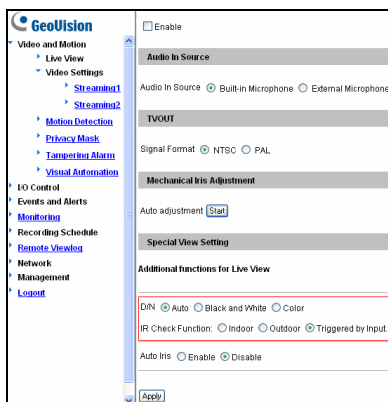 GeoVision
Video and Motion
Live View
Video Settings
Streaming1
Streaming2
Motion Detection
Privacy Mask
Tampering Alarm
Visual Automation
I/O Control
Events and Alerts
Monitoring
Recording Schedule
Remote Viewlog
Network
Management
Logout
Enable
Audio In Source
Audio In Source Built-in Microphone External Microphone
TVOUT
Signal Format NTSC PAL
Mechanical Iris Adjustment
Auto adjustment Start
Special View Setting
Additional functions for Live View
D/N Auto Black and White Color
IR Check Function: Indoor Outdoor Triggered by Input.
Auto Iris Enable Disable
Apply